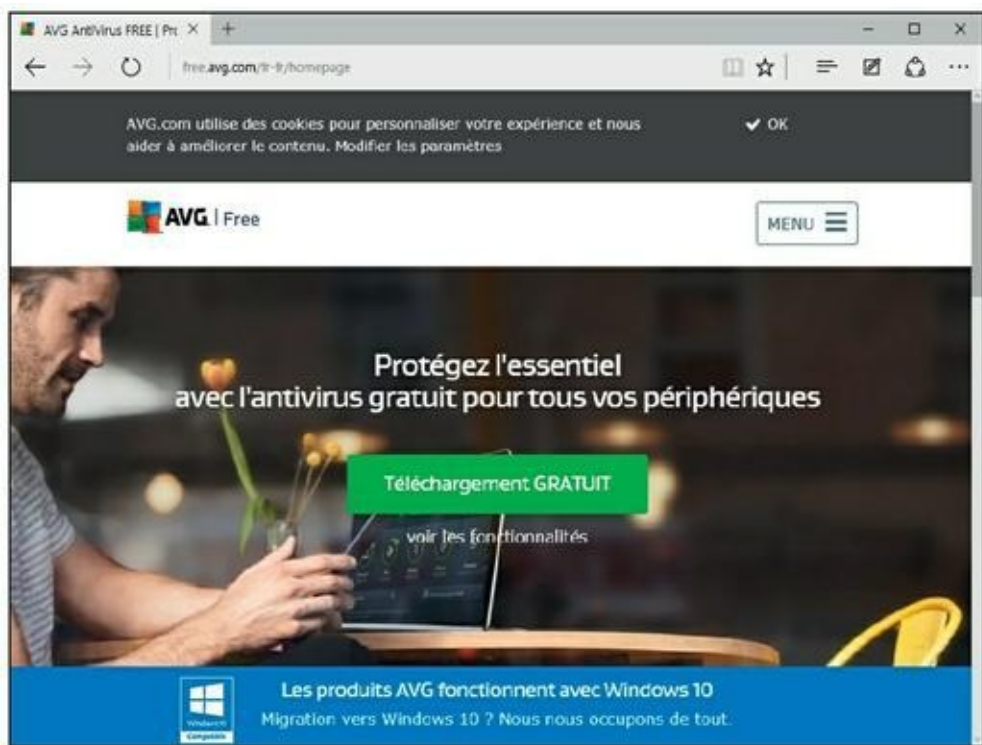 AVG AntiVirus FREE | Pro
free.avg.com/fr-fr/homepage
AVG.com utilise des cookies pour personnaliser votre expérience et nous
aider à améliorer le contenu. Modifier les paramètres
OK
AVG | Free
MENU
Protégez l'essentiel
avec l'antivirus gratuit pour tous vos périphériques
Téléchargement GRATUIT
voir les fonctionnalités
Les produits AVG fonctionnent avec Windows 10
Migration vers Windows 10 ? Nous nous occupons de tout.
Windows 10
Compatible